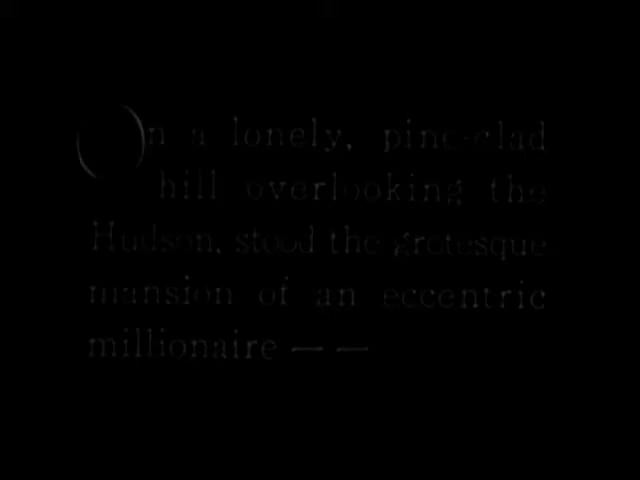 On a lonely, pine-clad
hill overlooking the
Hudson, stood the grotesque
mansion of an eccentric
millionaire — —